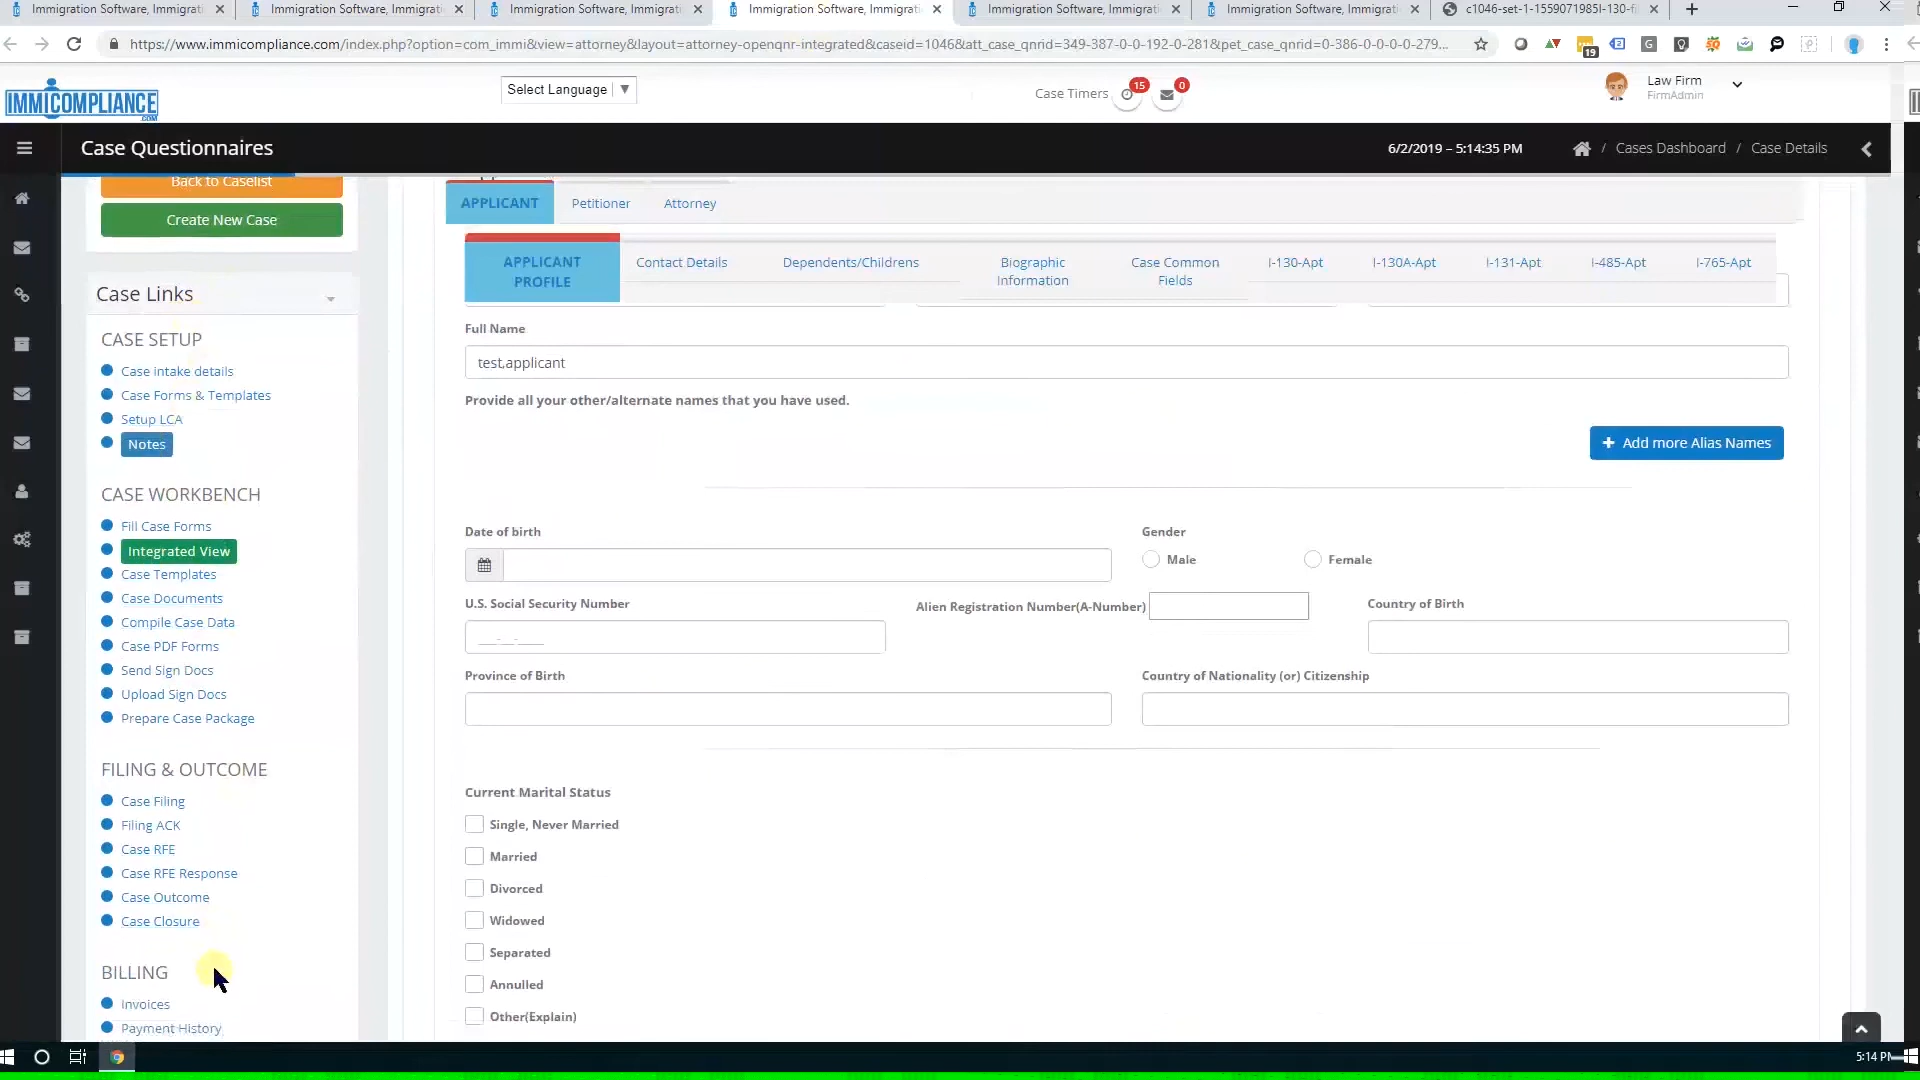 Immigration Software, Immigrati
Immigration Software, Immigrati
Immigration Software, Immigrati
Immigration Software, Immigrati
Immigration Software, Immigrati
Immigration Software, Immigrati
c1046-set-1-1559071985I-130-f
https://www.immicompliance.com/index.php?option=com_immi&view=attorney&layout=attorney-openqnr-integrated&caseid=1046&att_case_qnrid=349-387-0-0-192-0-281&pet_case_qnrid=0-386-0-0-0-0-279...
19
IMMICOMPLIANCE
.COM
Select Language ▼
Case Timers
15
0
Law Firm
FirmAdmin
Case Questionnaires
6/2/2019 – 5:14:35 PM
/ Cases Dashboard / Case Details
Back to Caselist
Create New Case
Case Links
CASE SETUP
Case intake details
Case Forms & Templates
Setup LCA
Notes
CASE WORKBENCH
Fill Case Forms
Integrated View
Case Templates
Case Documents
Compile Case Data
Case PDF Forms
Send Sign Docs
Upload Sign Docs
Prepare Case Package
FILING & OUTCOME
Case Filing
Filing ACK
Case RFE
Case RFE Response
Case Outcome
Case Closure
BILLING
Invoices
Payment History
APPLICANT Petitioner Attorney
APPLICANT PROFILE
Contact Details
Dependents/Childrens
Biographic Information
Case Common Fields
I-130-Apt
I-130A-Apt
I-131-Apt
I-485-Apt
I-765-Apt
Full Name
test,applicant
Provide all your other/alternate names that you have used.
+ Add more Alias Names
Date of birth
Gender
Male Female
U.S. Social Security Number
Alien Registration Number(A-Number)
Country of Birth
___-__-____
Province of Birth
Country of Nationality (or) Citizenship
Current Marital Status
Single, Never Married
Married
Divorced
Widowed
Separated
Annulled
Other(Explain)
5:14 PM